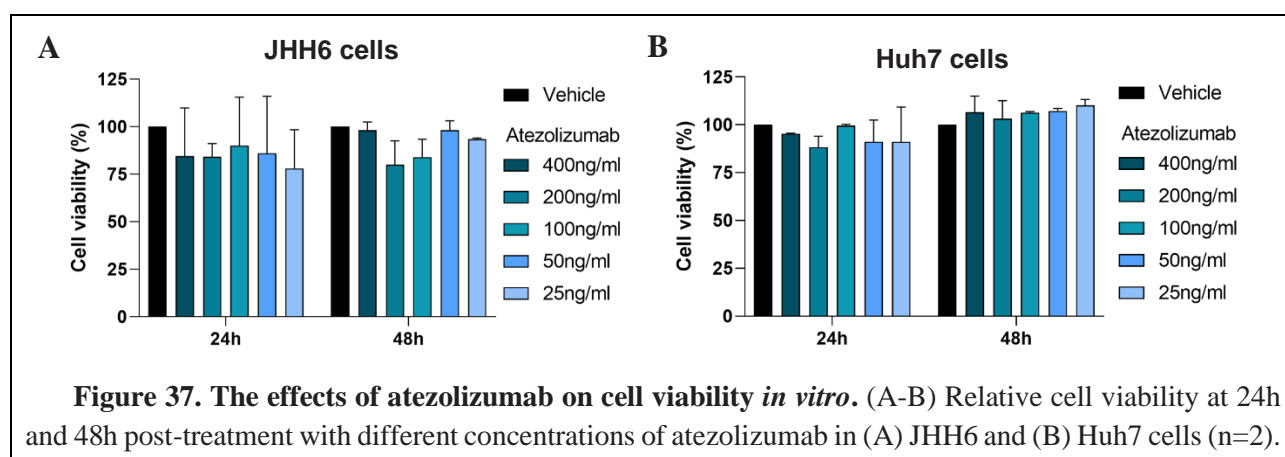 A
JHH6 cells
Cell viability (%)
125
100
75
50
25
0
24h
48h
Vehicle
Atezolizumab
400ng/ml
200ng/ml
100ng/ml
50ng/ml
25ng/ml
B
Huh7 cells
Cell viability (%)
125
100
75
50
25
0
24h
48h
Vehicle
Atezolizumab
400ng/ml
200ng/ml
100ng/ml
50ng/ml
25ng/ml
Figure 37. The effects of atezolizumab on cell viability in vitro. (A-B) Relative cell viability at 24h
and 48h post-treatment with different concentrations of atezolizumab in (A) JHH6 and (B) Huh7 cells (n=2).